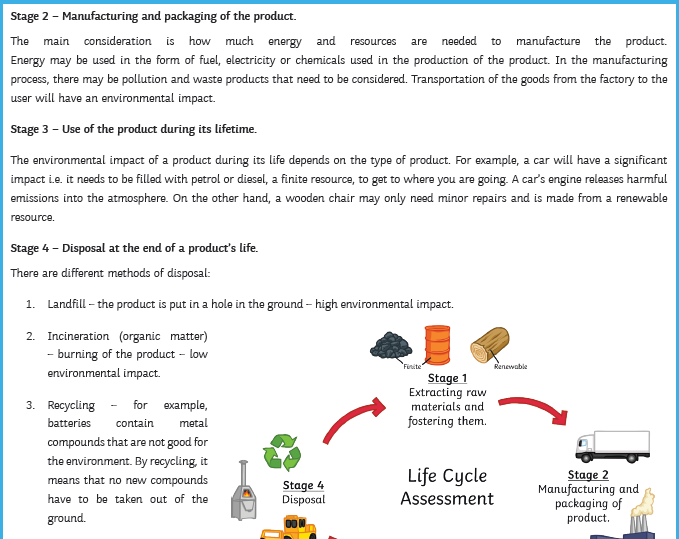 Stage 2 – Manufacturing and packaging of the product.
The main consideration is how much energy and resources are needed to manufacture the product.
Energy may be used in the form of fuel, electricity or chemicals used in the production of the product. In the manufacturing
process, there may be pollution and waste products that need to be considered. Transportation of the goods from the factory to the
user will have an environmental impact.
Stage 3 – Use of the product during its lifetime.
The environmental impact of a product during its life depends on the type of product. For example, a car will have a significant
impact i.e. it needs to be filled with petrol or diesel, a finite resource, to get to where you are going. A car's engine releases harmful
emissions into the atmosphere. On the other hand, a wooden chair may only need minor repairs and is made from a renewable
resource.
Stage 4 – Disposal at the end of a product's life.
There are different methods of disposal:
1. Landfill – the product is put in a hole in the ground – high environmental impact.
2. Incineration (organic matter)
– burning of the product – low
environmental impact.
3. Recycling – for example,
batteries contain metal
compounds that are not good for
the environment. By recycling, it
means that no new compounds
have to be taken out of the
ground.
Finite
Renewable
Stage 1
Extracting raw
materials and
fostering them.
Life Cycle
Assessment
Stage 2
Manufacturing and
packaging of
product.
Stage 4
Disposal